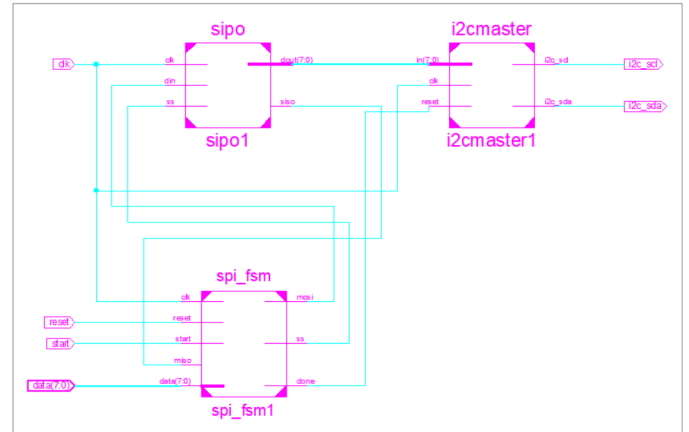 sipo
i2cmaster
clk
clk
dout(7:0)
in(7:0)
i2c_scl
i2c_scl
din
clk
ss
siso
reset
i2c_sda
i2c_sda
sipo1
i2cmaster1
spi_fsm
clk
mosi
reset
reset
start
start
ss
miso
data(7:0)
data(7:0)
done
spi_fsm1